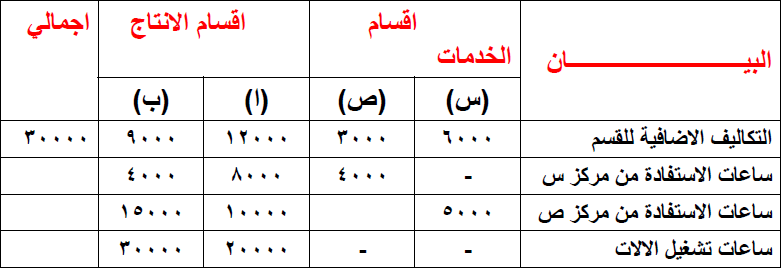 البيــــــــــــــــــــــان	اقسام الخدمات	اقسام الانتاج	اجمالي
(س)	(ص)	(ا)	(ب)
التكاليف الاضافية للقسم	٦٠٠٠	٣٠٠٠	١٢٠٠٠	٩٠٠٠	٣٠٠٠٠
ساعات الاستفادة من مركز س	-	٤٠٠٠	٨٠٠٠	٤٠٠٠
ساعات الاستفادة من مركز ص	٥٠٠٠	١٠٠٠٠	١٥٠٠٠
ساعات تشغيل الالات	-	-	٢٠٠٠٠	٣٠٠٠٠